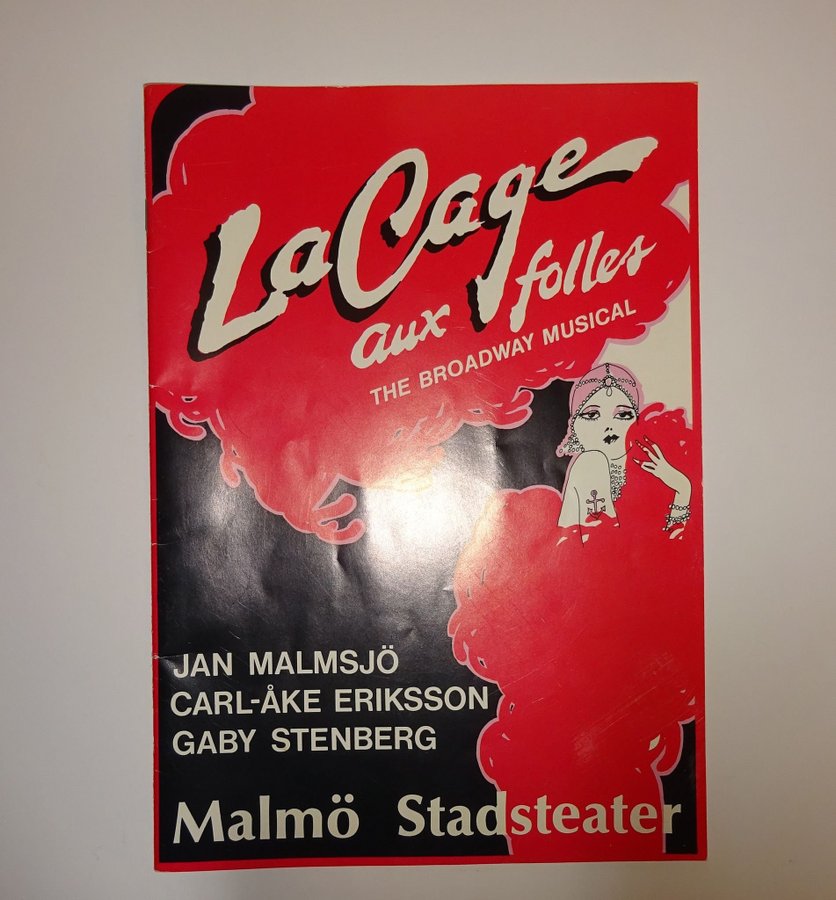 La Cage
aux folles
THE BROADWAY MUSICAL
JAN MALMSJÖ
CARL-ÅKE ERIKSSON
GABY STENBERG
Malmö Stadsteater